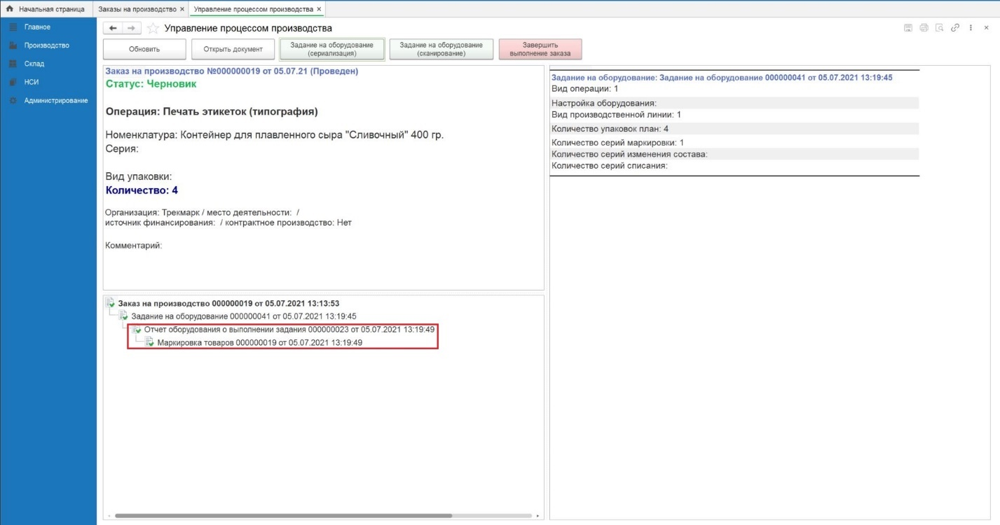 Начальная страница
Заказы на производство ×
Управление процессом производства ×
Главное
Производство
Склад
НСИ
Администрирование
Управление процессом производства
Обновить
Открыть документ
Задание на оборудование
(сериализация)
Задание на оборудование
(сканирование)
Завершить
выполнение заказа
Заказ на производство №000000019 от 05.07.21 (Проведен)
Статус: Черновик
Операция: Печать этикеток (типография)
Номенклатура: Контейнер для плавленного сыра "Сливочный" 400 гр.
Серия:
Вид упаковки:
Количество: 4
Организация: Трекмарк / место деятельности: /
источник финансирования: / контрактное производство: Нет
Комментарий:
Задание на оборудование: Задание на оборудование 000000041 от 05.07.2021 13:19:45
Вид операции: 1
Настройка оборудования:
Вид производственной линии: 1
Количество упаковок план: 4
Количество серий маркировки: 1
Количество серий изменения состава:
Количество серий списания:
Заказ на производство 000000019 от 05.07.2021 13:13:53
Задание на оборудование 000000041 от 05.07.2021 13:19:45
Отчет оборудования о выполнении задания 000000023 от 05.07.2021 13:19:49
Маркировка товаров 000000019 от 05.07.2021 13:19:49